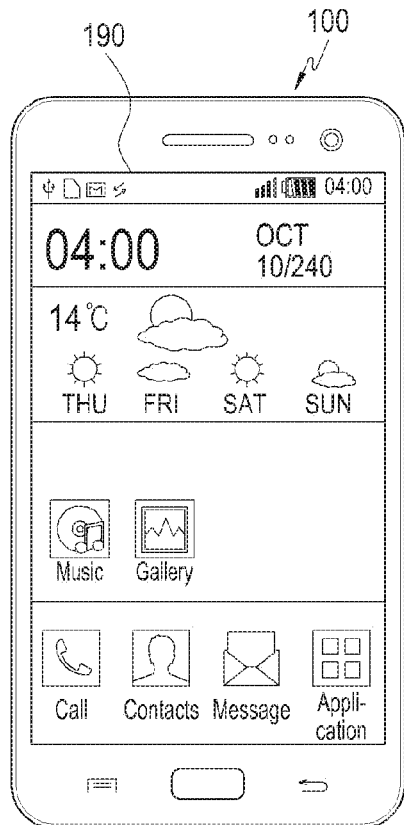 100
190
04:00
04:00
OCT
10/240
14°C
THU FRI SAT SUN
Music Gallery
Call Contacts Message Appli-
cation